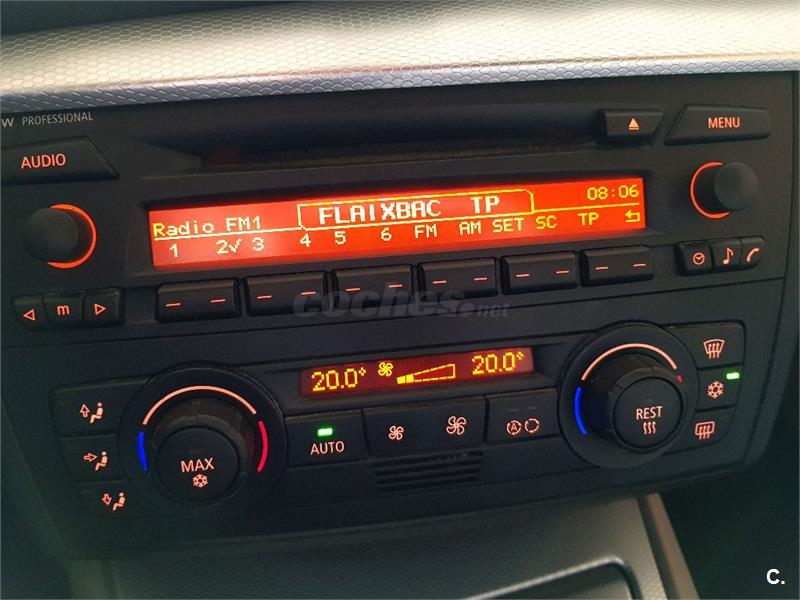 W PROFESSIONAL
AUDIO
MENU
Radio FM1 FLAIXBAC TP 08:06
1 2√ 3 4 5 6 FM AM SET SC TP
m
coches.net
20.0° AUTO 20.0°
AUTO
A
MAX
REST
C.